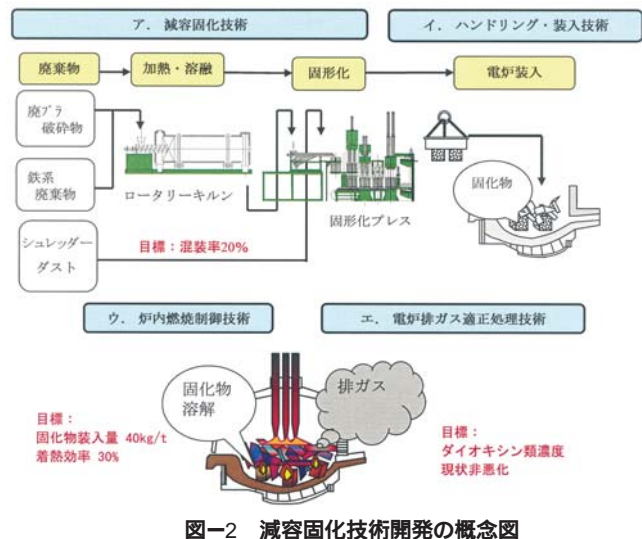 ア. 減容固化技術
イ. ハンドリング・装入技術
廃棄物
加熱・溶融
固形化
電炉装入
廃プラ
破砕物
鉄系
廃棄物
シュレッダー
ダスト
ロータリーキルン
目標：混装率20%
固形化プレス
固化物
ウ. 炉内燃焼制御技術
エ. 電炉排ガス適正処理技術
固化物
溶解
排ガス
目標：
固化物装入量 40kg/t
着熱効率 30%
目標：
ダイオキシン類濃度
現状非悪化
図ー2 減容固化技術開発の概念図